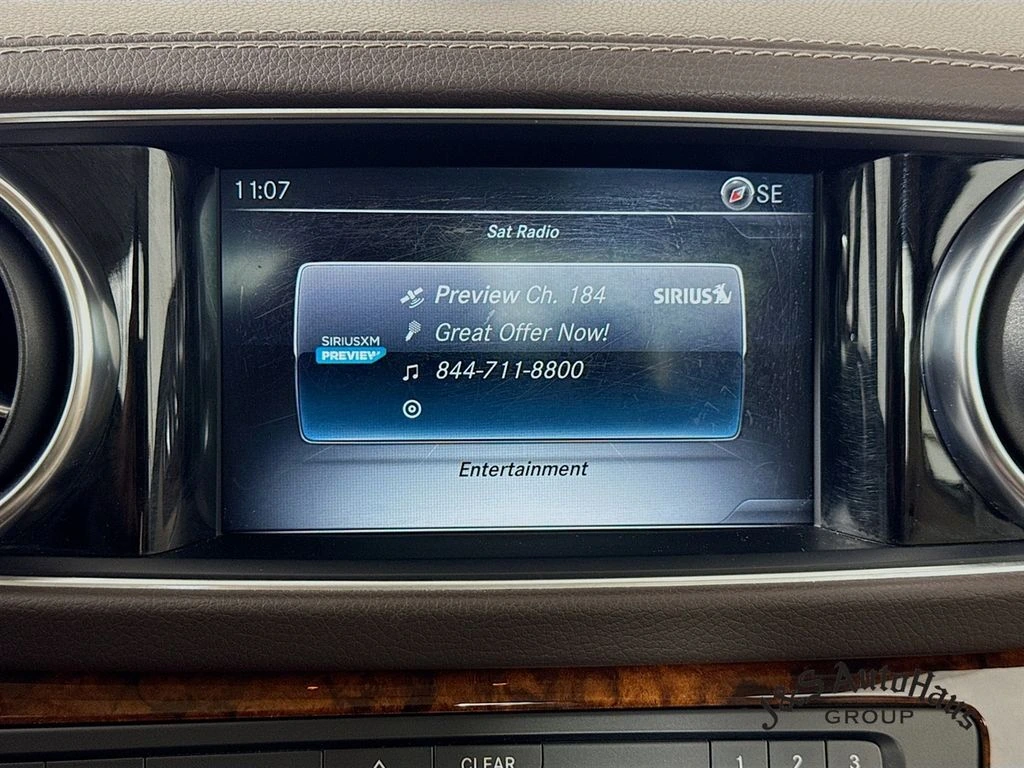 11:07
SE
Sat Radio
Preview Ch. 184
SIRIUS
Great Offer Now!
SIRIUSXM
PREVIEW
844-711-8800
Entertainment
J&S AutoHaus
GROUP
CLEAR
1 2 3